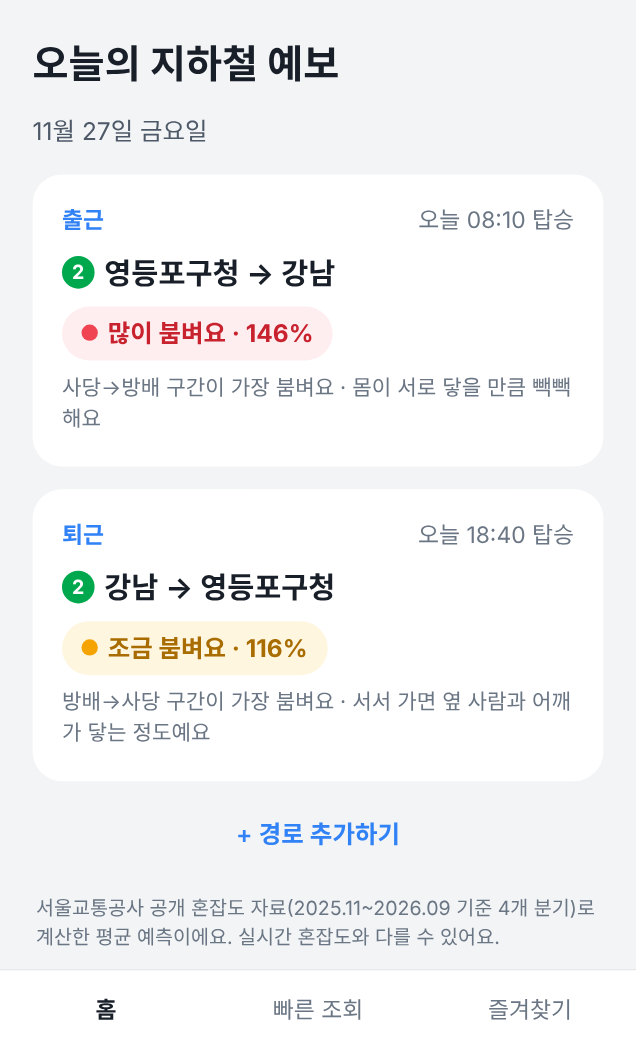 오늘의 지하철 예보
11월 27일 금요일
출근 오늘 08:10 탑승
2 영등포구청 → 강남
많이 붐벼요 · 146%
사당→방배 구간이 가장 붐벼요 · 몸이 서로 닿을 만큼 빽빽
해요
퇴근 오늘 18:40 탑승
2 강남 → 영등포구청
조금 붐벼요 · 116%
방배→사당 구간이 가장 붐벼요 · 서서 가면 옆 사람과 어깨
가 닿는 정도예요
+ 경로 추가하기
서울교통공사 공개 혼잡도 자료(2025.11~2026.09 기준 4개 분기)로
계산한 평균 예측이에요. 실시간 혼잡도와 다를 수 있어요.
홈 빠른 조회 즐겨찾기